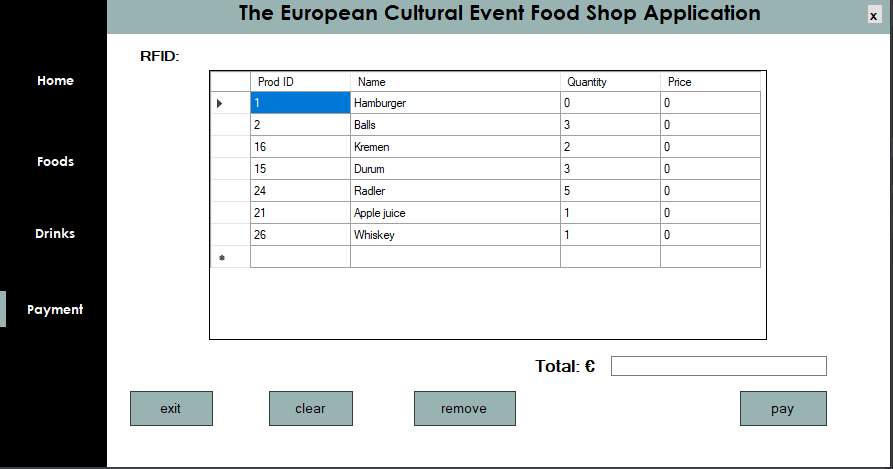 The European Cultural Event Food Shop Application
x
Home
Foods
Drinks
Payment
RFID:
Prod ID Name Quantity Price
1 Hamburger 0 0
2 Balls 3 0
16 Kremen 2 0
15 Durum 3 0
24 Radler 5 0
21 Apple juice 1 0
26 Whiskey 1 0
Total: €
exit clear remove pay